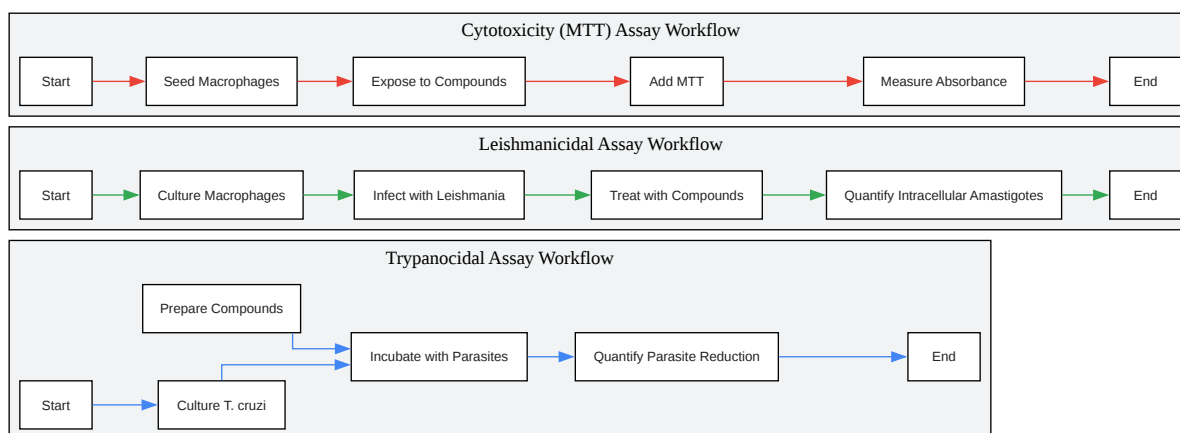 Cytotoxicity (MTT) Assay Workflow
Start
Seed Macrophages
Expose to Compounds
Add MTT
Measure Absorbance
End
Leishmanicidal Assay Workflow
Start
Culture Macrophages
Infect with Leishmania
Treat with Compounds
Quantify Intracellular Amastigotes
End
Trypanocidal Assay Workflow
Prepare Compounds
Incubate with Parasites
Quantify Parasite Reduction
End
Start
Culture T. cruzi